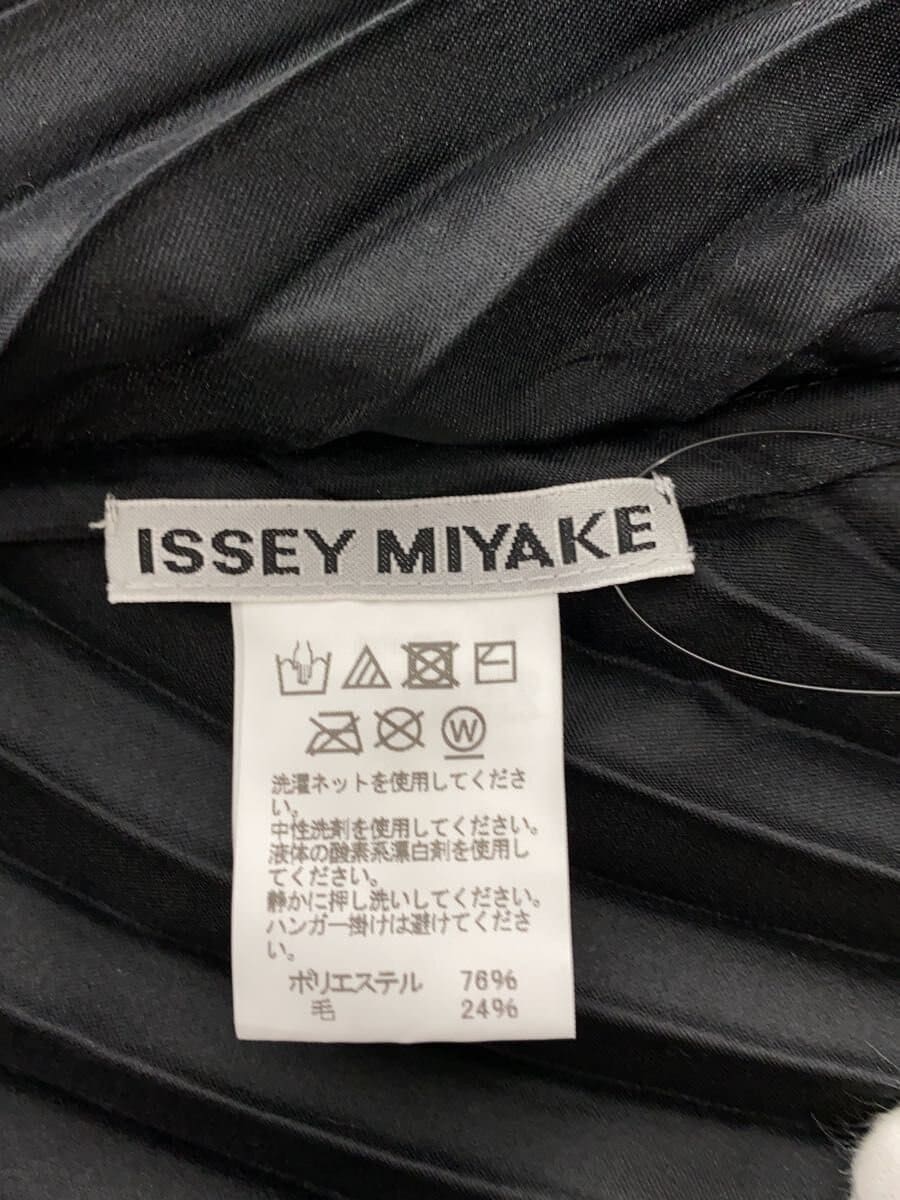 ISSEY MIYAKE
W
洗濯ネットを使用してくださ
い。
中性洗剤を使用してください。
液体の酸素系漂白剤を使用し
てください。
静かに押し洗いしてください。
ハンガー掛けは避けてくださ
い。
ポリエステル 76%
毛 24%